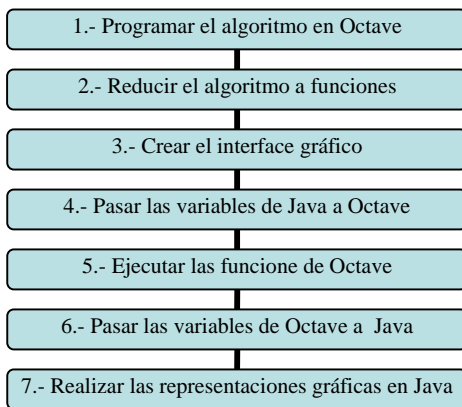 1.- Programar el algoritmo en Octave
2.- Reducir el algoritmo a funciones
3.- Crear el interface gráfico
4.- Pasar las variables de Java a Octave
5.- Ejecutar las funcione de Octave
6.- Pasar las variables de Octave a Java
7.- Realizar las representaciones gráficas en Java